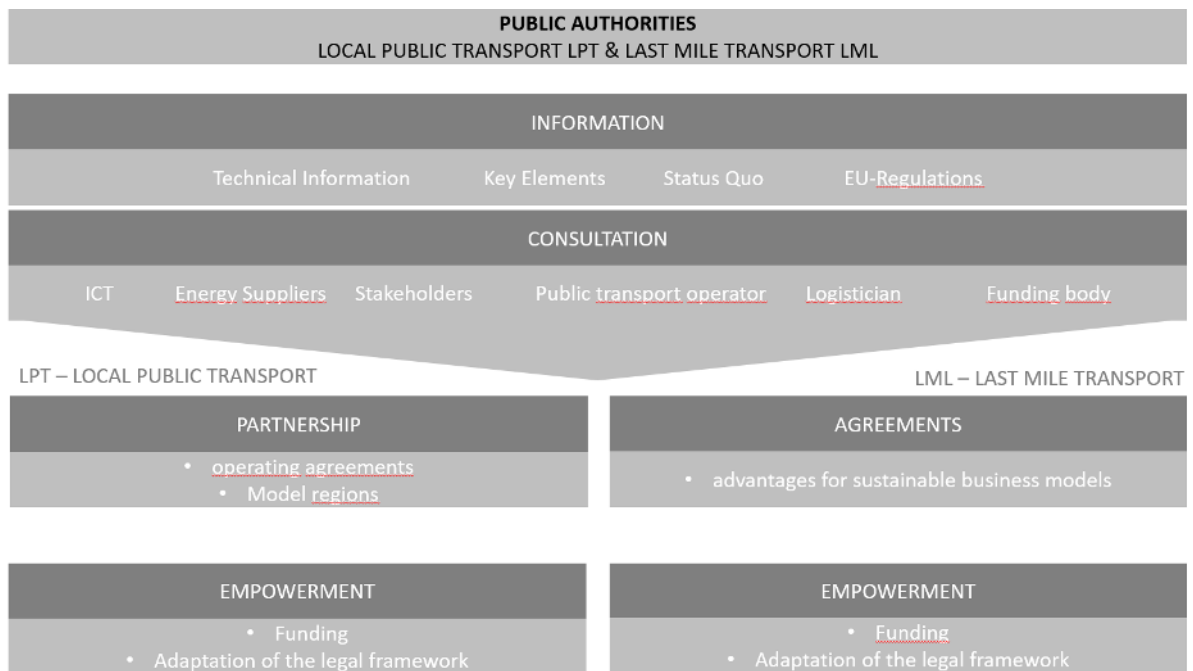 PUBLIC AUTHORITIES
LOCAL PUBLIC TRANSPORT LPT & LAST MILE TRANSPORT LML
INFORMATION
Technical Information Key Elements Status Quo EU-Regulations
CONSULTATION
ICT Energy Suppliers Stakeholders Public transport operator Logistician Funding body
LPT – LOCAL PUBLIC TRANSPORT
LML – LAST MILE TRANSPORT
PARTNERSHIP
• operating agreements
• Model regions
AGREEMENTS
• advantages for sustainable business models
EMPOWERMENT
• Funding
• Adaptation of the legal framework
EMPOWERMENT
• Funding
• Adaptation of the legal framework